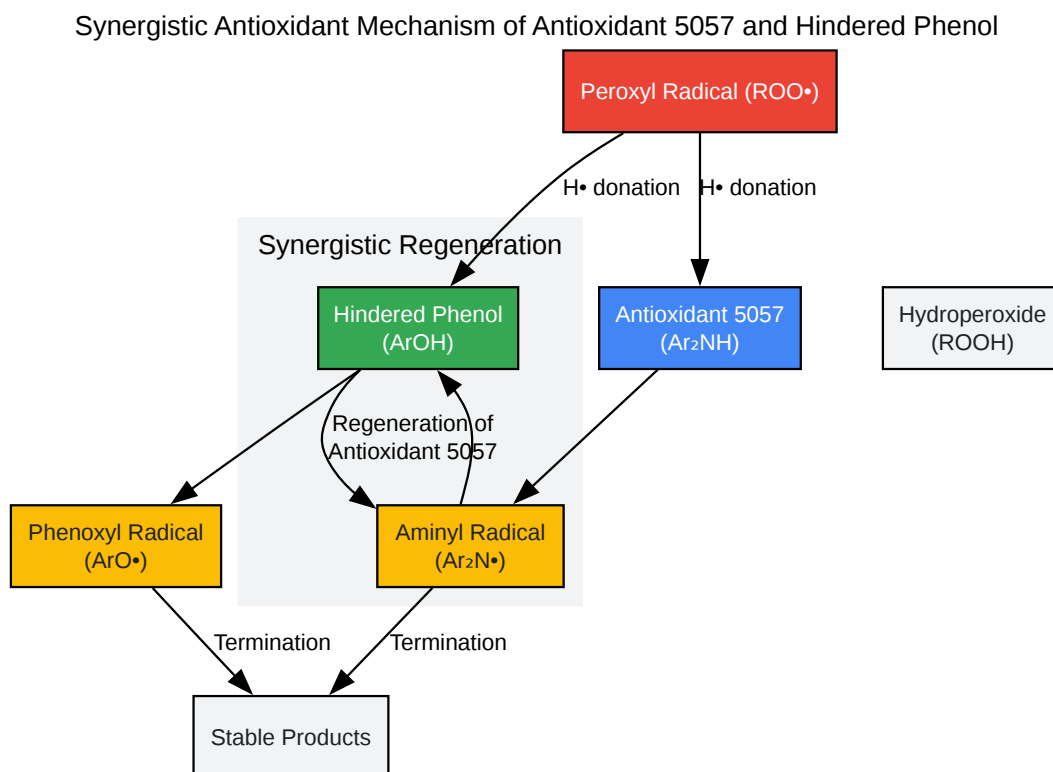 Synergistic Antioxidant Mechanism of Antioxidant 5057 and Hindered Phenol
Peroxyl Radical (ROO•)
H• donation
H• donation
Synergistic Regeneration
Hindered Phenol
(ArOH)
Antioxidant 5057
(Ar₂NH)
Hydroperoxide
(ROOH)
Regeneration of
Antioxidant 5057
Phenoxyl Radical
(ArO•)
Aminyl Radical
(Ar₂N•)
Termination
Termination
Stable Products